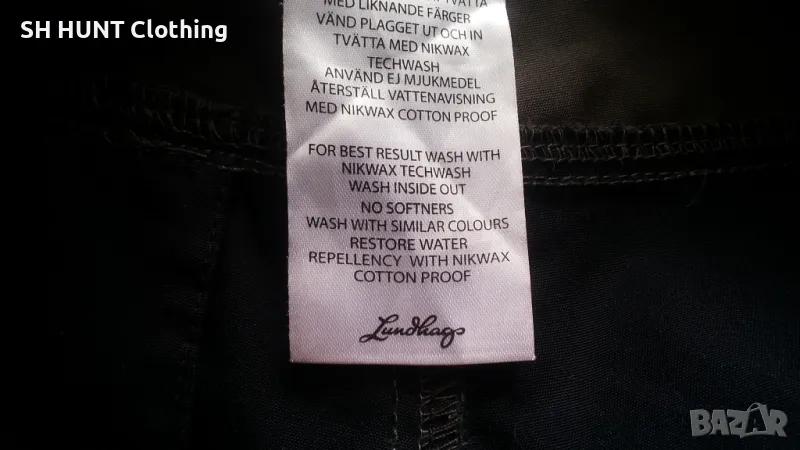 SH HUNT Clothing
MED LIKNANDE FÄRGER
VÄND PLAGGET UT OCH IN
TVÄTTA MED NIKWAX
TECHWASH
ANVÄND EJ MJUKMEDEL
ÅTERSTÄLL VATTENAVISNING
MED NIKWAX COTTON PROOF
FOR BEST RESULT WASH WITH
NIKWAX TECHWASH
WASH INSIDE OUT
NO SOFTNERS
WASH WITH SIMILAR COLOURS
RESTORE WATER
REPELLENCY WITH NIKWAX
COTTON PROOF
Lundhags
BAZAR